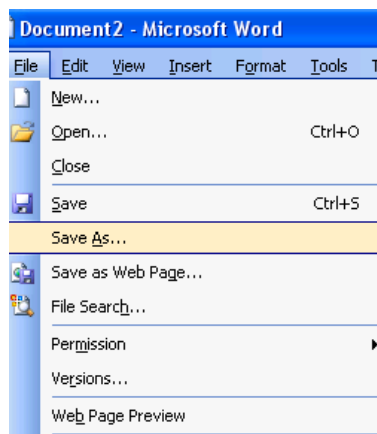 Document2 - Microsoft Word
File Edit View Insert Format Tools
New...
Open... Ctrl+O
Close
Save Ctrl+S
Save As...
Save as Web Page...
File Search...
Permission
Versions...
Web Page Preview